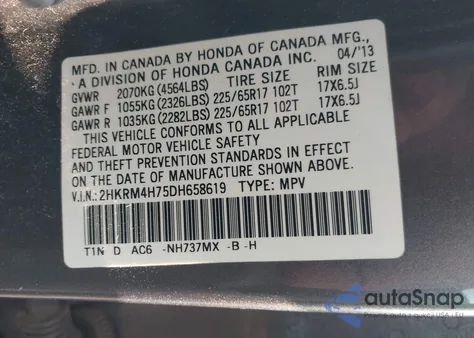 MFD. IN CANADA BY HONDA OF CANADA MFG.,
A DIVISION OF HONDA CANADA INC. 04/'13
GVWR 2070KG (4564LBS) TIRE SIZE RIM SIZE
GAWR F 1055KG (2326LBS) 225/65R17 102T 17X6.5J
GAWR R 1035KG (2282LBS) 225/65R17 102T 17X6.5J
THIS VEHICLE CONFORMS TO ALL APPLICABLE
FEDERAL MOTOR VEHICLE SAFETY
AND THEFT PREVENTION STANDARDS IN EFFECT
ON THE DATE OF MANUFACTURE SHOWN ABOVE.
V.I.N.: 2HKRM4H75DH658619 TYPE: MPV
T1N D AC6 -NH737MX -B -H
autoSnap